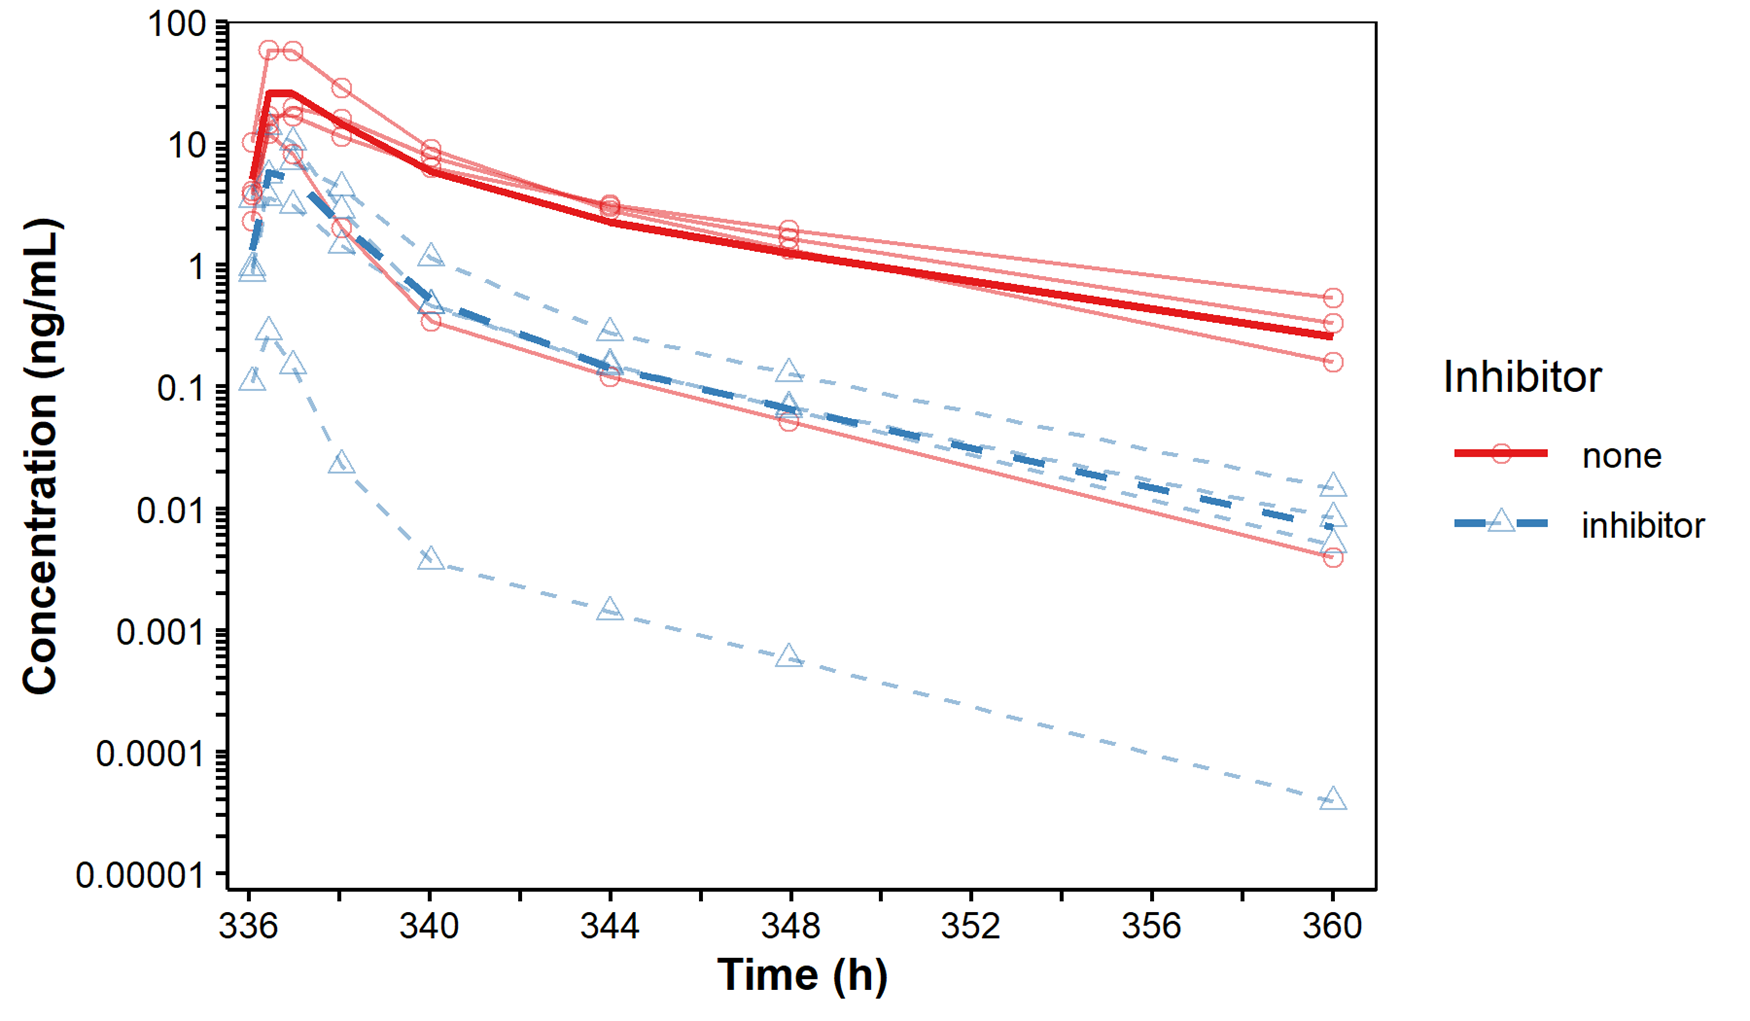 Concentration (ng/mL)
100
10
1
0.1
0.01
0.001
0.0001
0.00001
336 340 344 348 352 356 360
Time (h)
Inhibitor
none
inhibitor